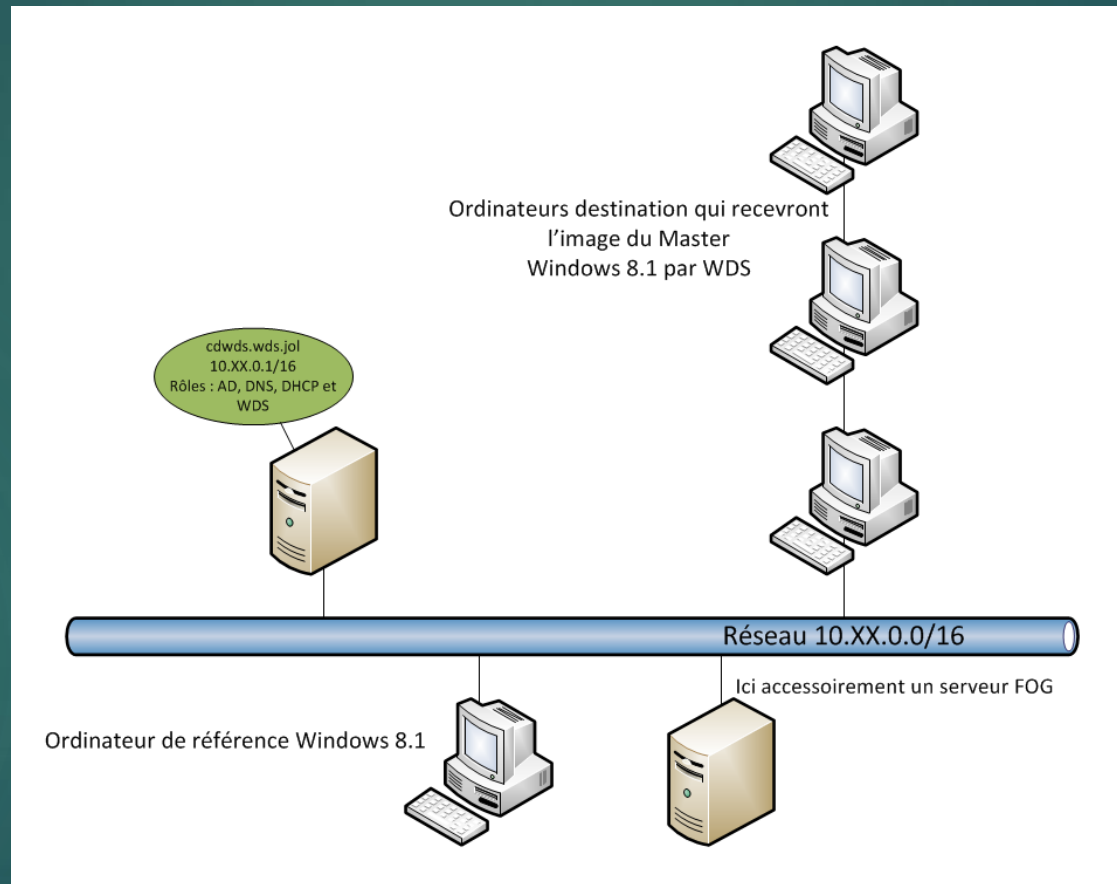 Ordinateurs destination qui recevront
l'image du Master
Windows 8.1 par WDS
cdwds.wds.jol
10.XX.0.1/16
Rôles : AD, DNS, DHCP et
WDS
Réseau 10.XX.0.0/16
Ici accessoirement un serveur FOG
Ordinateur de référence Windows 8.1